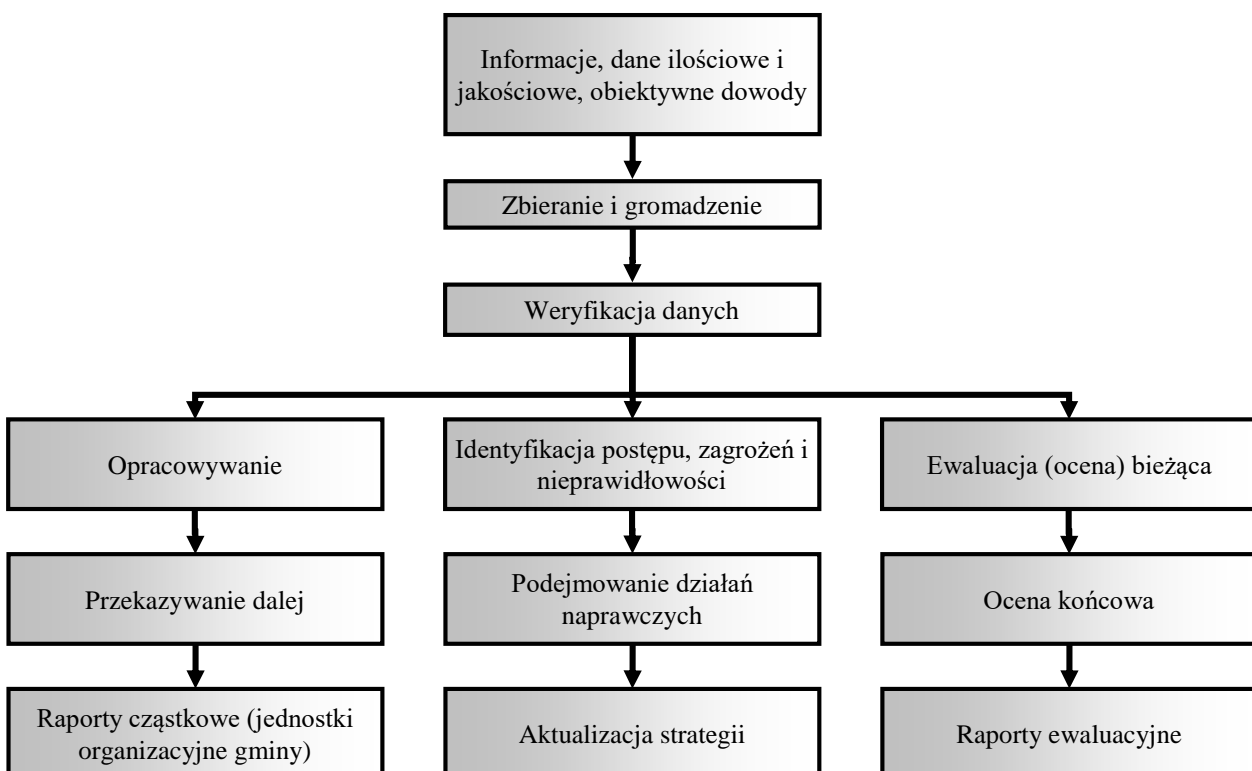 Informacje, dane ilościowe i
jakościowe, obiektywne dowody
Zbieranie i gromadzenie
Weryfikacja danych
Opracowywanie
Identyfikacja postępu, zagrożeń i
nieprawidłowości
Ewaluacja (ocena) bieżąca
Przekazywanie dalej
Podejmowanie działań
naprawczych
Ocena końcowa
Raporty cząstkowe (jednostki
organizacyjne gminy)
Aktualizacja strategii
Raporty ewaluacyjne